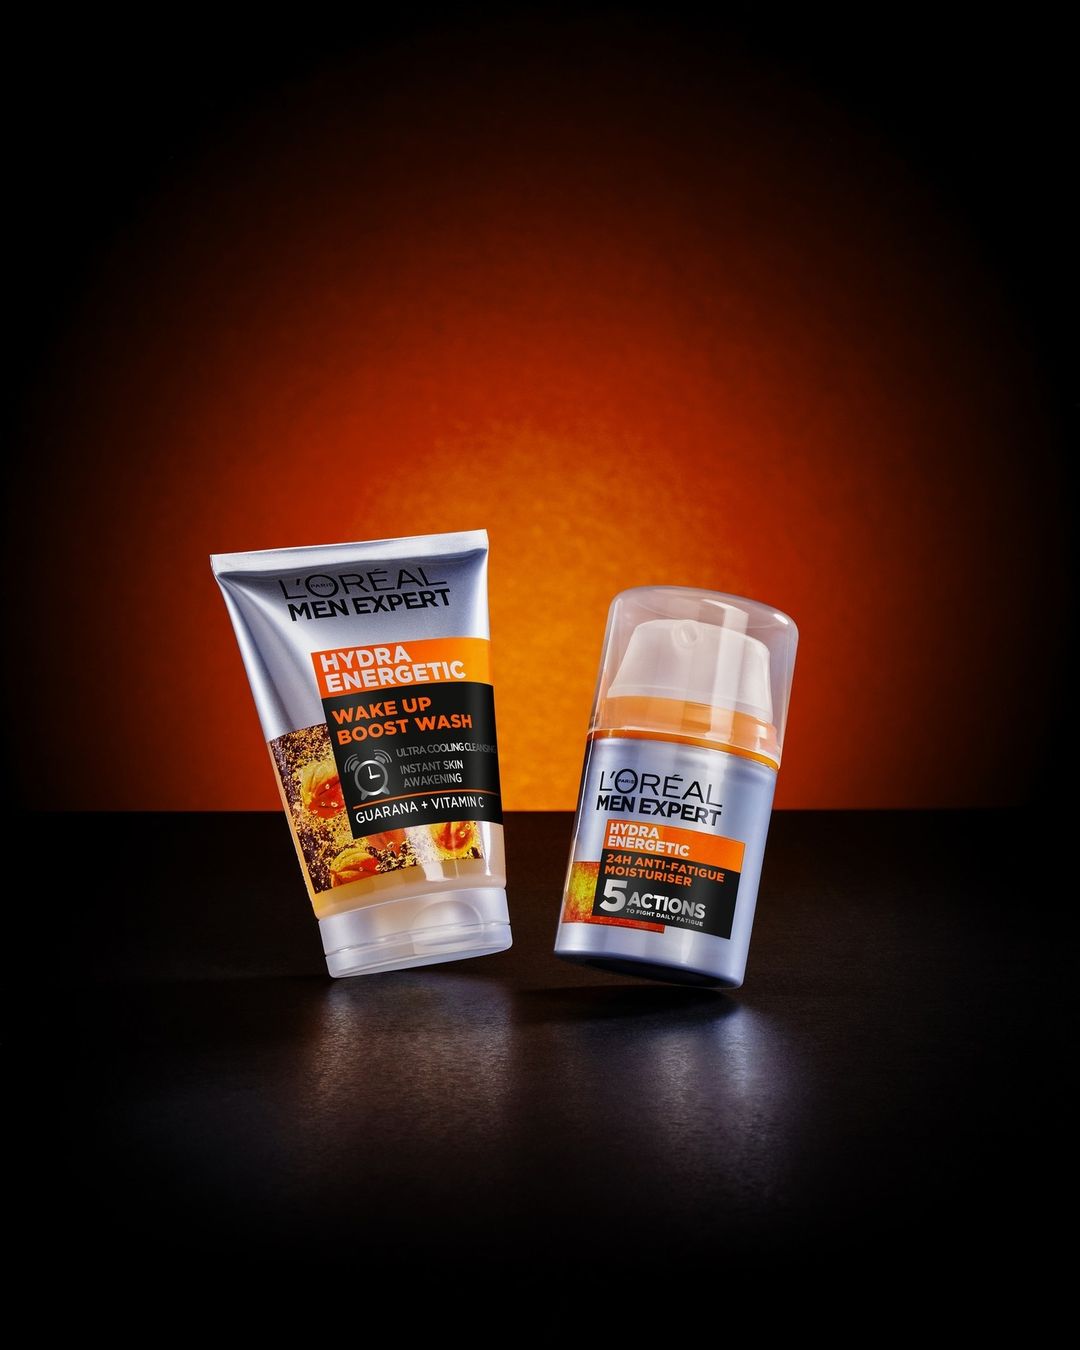 L'ORÉAL
PARIS
MEN EXPERT
HYDRA
ENERGETIC
WAKE UP
BOOST WASH
ULTRA COOLING CLEANSING
INSTANT SKIN
AWAKENING
GUARANA + VITAMIN C
L'ORÉAL
PARIS
MEN EXPERT
HYDRA
ENERGETIC
24H ANTI-FATIGUE
MOISTURISER
5 ACTIONS
TO FIGHT DAILY FATIGUE